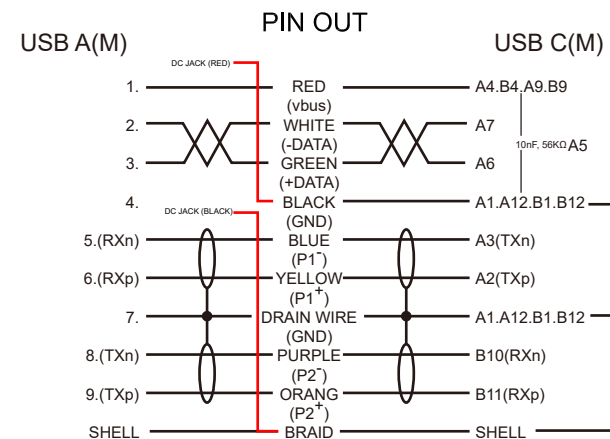 PIN OUT
USB A(M) USB C(M)
DC JACK (RED)
1. RED A4.B4.A9.B9
(vbus)
2. WHITE A7
(-DATA) 10nF, 56KΩ A5
3. GREEN A6
(+DATA)
4. BLACK A1.A12.B1.B12
DC JACK (BLACK)
(GND)
5.(RXn) BLUE A3(TXn)
(P1-)
6.(RXp) YELLOW A2(TXp)
(P1+)
7. DRAIN WIRE A1.A12.B1.B12
(GND)
8.(TXn) PURPLE B10(RXn)
(P2-)
9.(TXp) ORANG B11(RXp)
(P2+)
SHELL BRAID SHELL